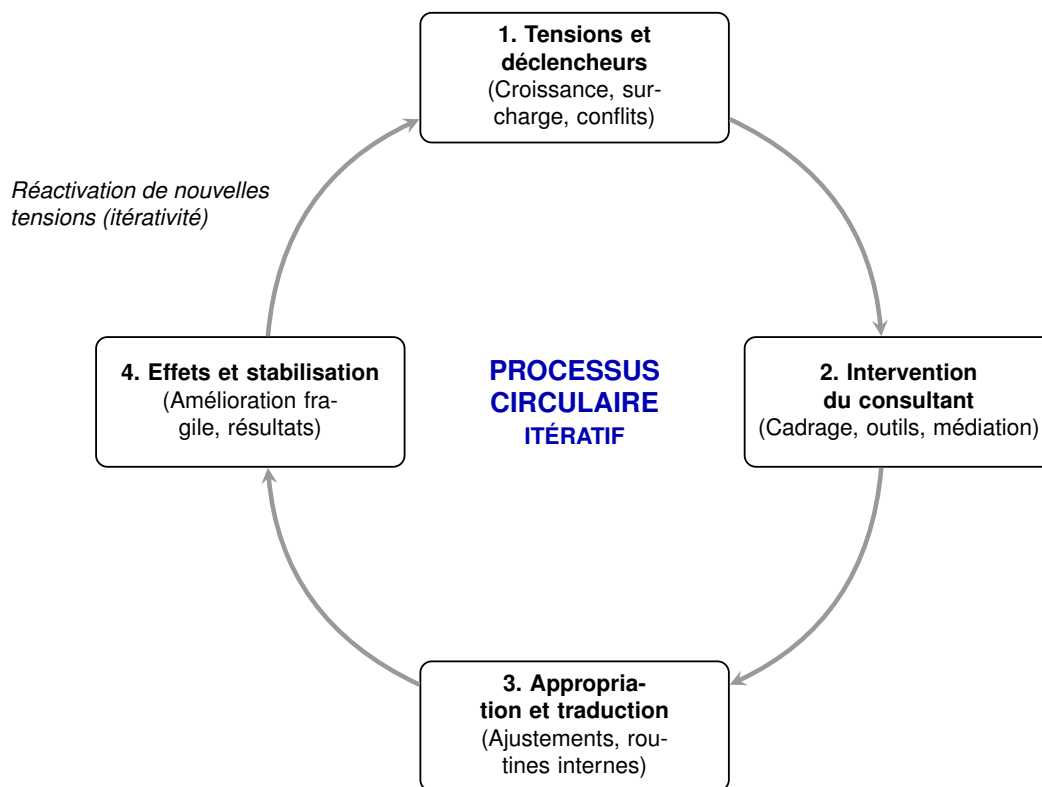 1. Tensions et
déclencheurs
(Croissance, sur-
charge, conflits)
Réactivation de nouvelles
tensions (itérativité)
4. Effets et stabilisation
(Amélioration fra-
gile, résultats)
PROCESSUS
CIRCULAIRE
ITÉRATIF
2. Intervention
du consultant
(Cadrage, outils, médiation)
3. Appropria-
tion et traduction
(Ajustements, rou-
tines internes)